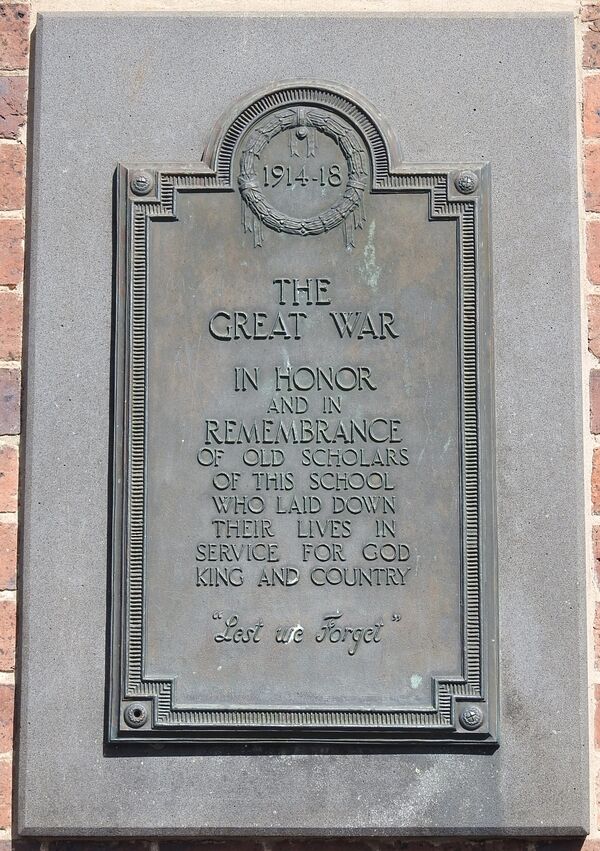 1914-18
THE
GREAT WAR
IN HONOR
AND IN
REMEMBRANCE
OF OLD SCHOLARS
OF THIS SCHOOL
WHO LAID DOWN
THEIR LIVES IN
SERVICE FOR GOD
KING AND COUNTRY
"Lest we Forget"